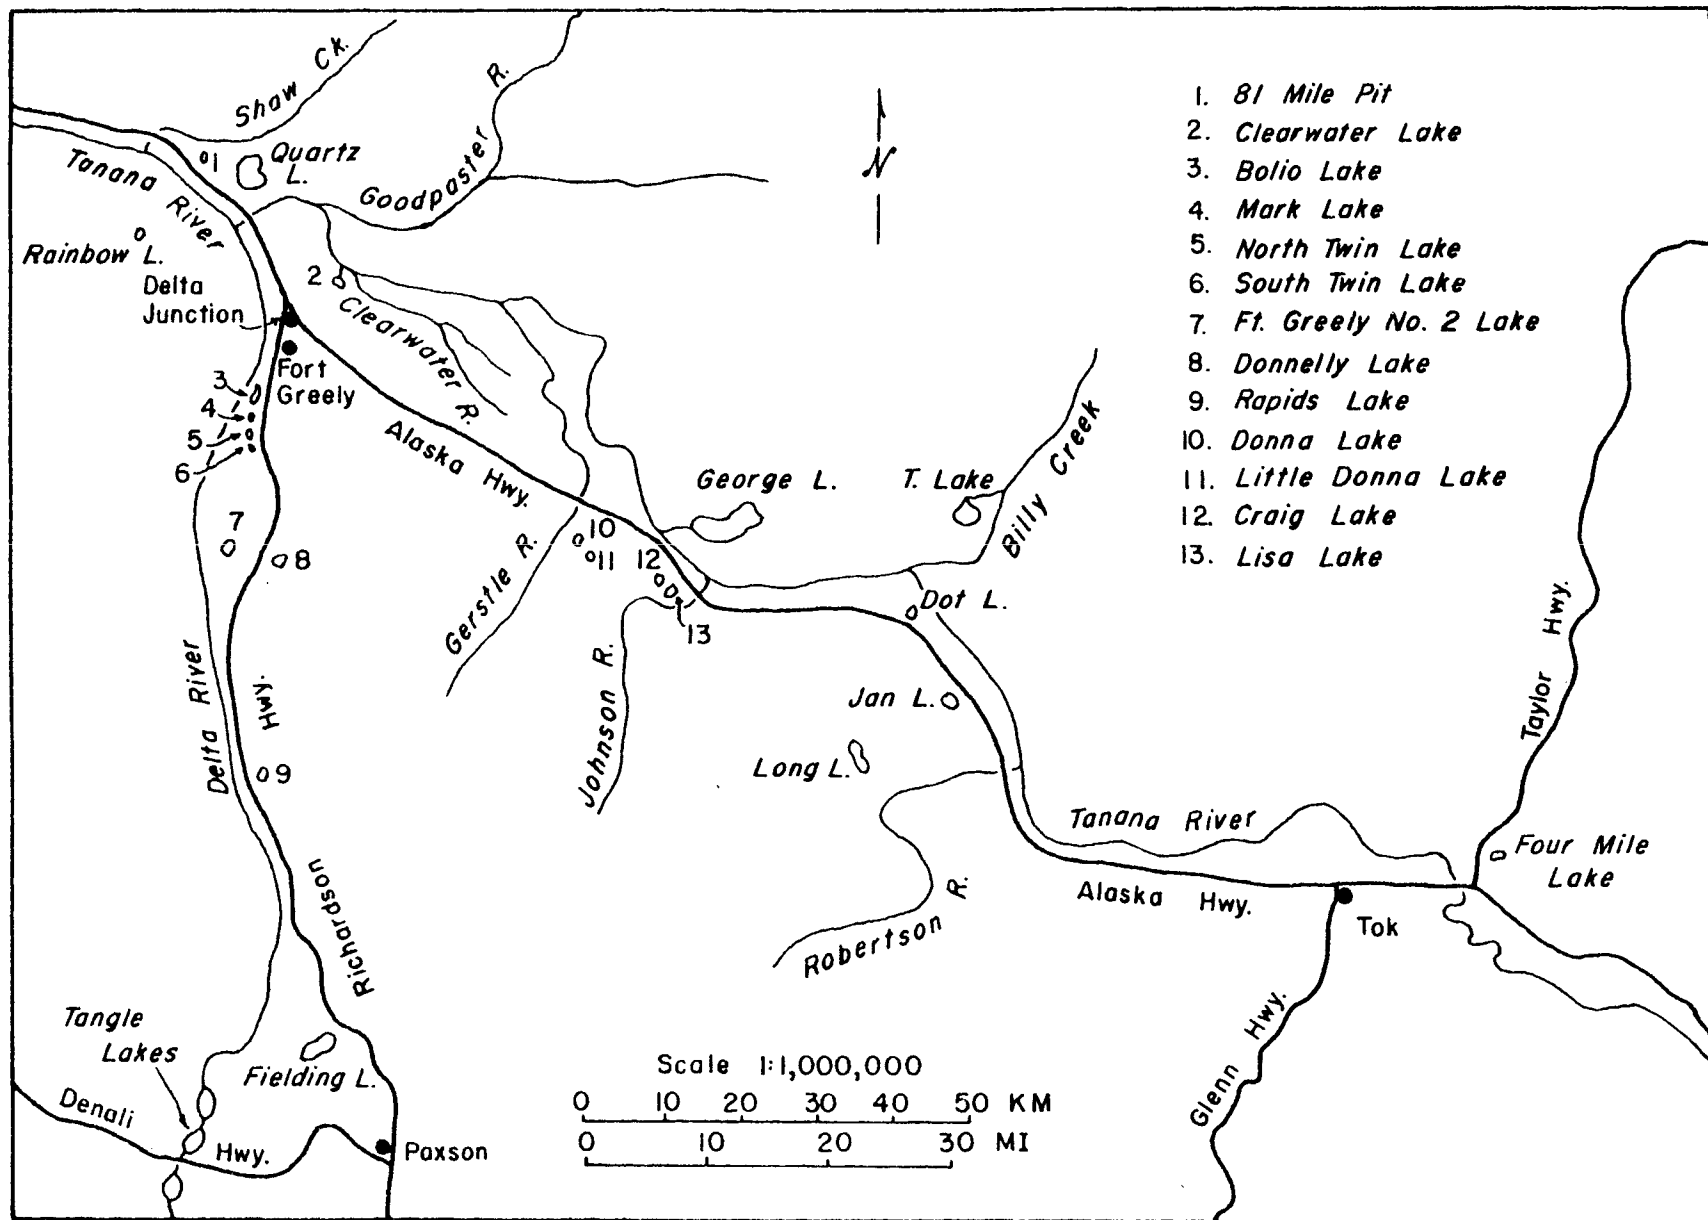 Shaw Ck.
Goodpaster R.
Quartz
L.
1
Tanana River
Rainbow L.
Delta
Junction
2
Clearwater R.
Fort
Greely
3
4
5
6
7
8
9
Alaska Hwy.
Gerstle R.
10
11
12
13
Johnson R.
George L.
T. Lake
Billy Creek
Dot L.
Jan L.
Long L.
Robertson R.
Tanana River
Alaska Hwy.
Tok
Glenn Hwy.
Taylor Hwy.
Four Mile
Lake
Delta River
Richardson Hwy.
Tangle
Lakes
Fielding L.
Denali Hwy.
Paxson
N
1. 81 Mile Pit
2. Clearwater Lake
3. Bolio Lake
4. Mark Lake
5. North Twin Lake
6. South Twin Lake
7. Ft. Greely No. 2 Lake
8. Donnelly Lake
9. Rapids Lake
10. Donna Lake
11. Little Donna Lake
12. Craig Lake
13. Lisa Lake
Scale 1:1,000,000
0 10 20 30 40 50 KM
0 10 20 30 MI